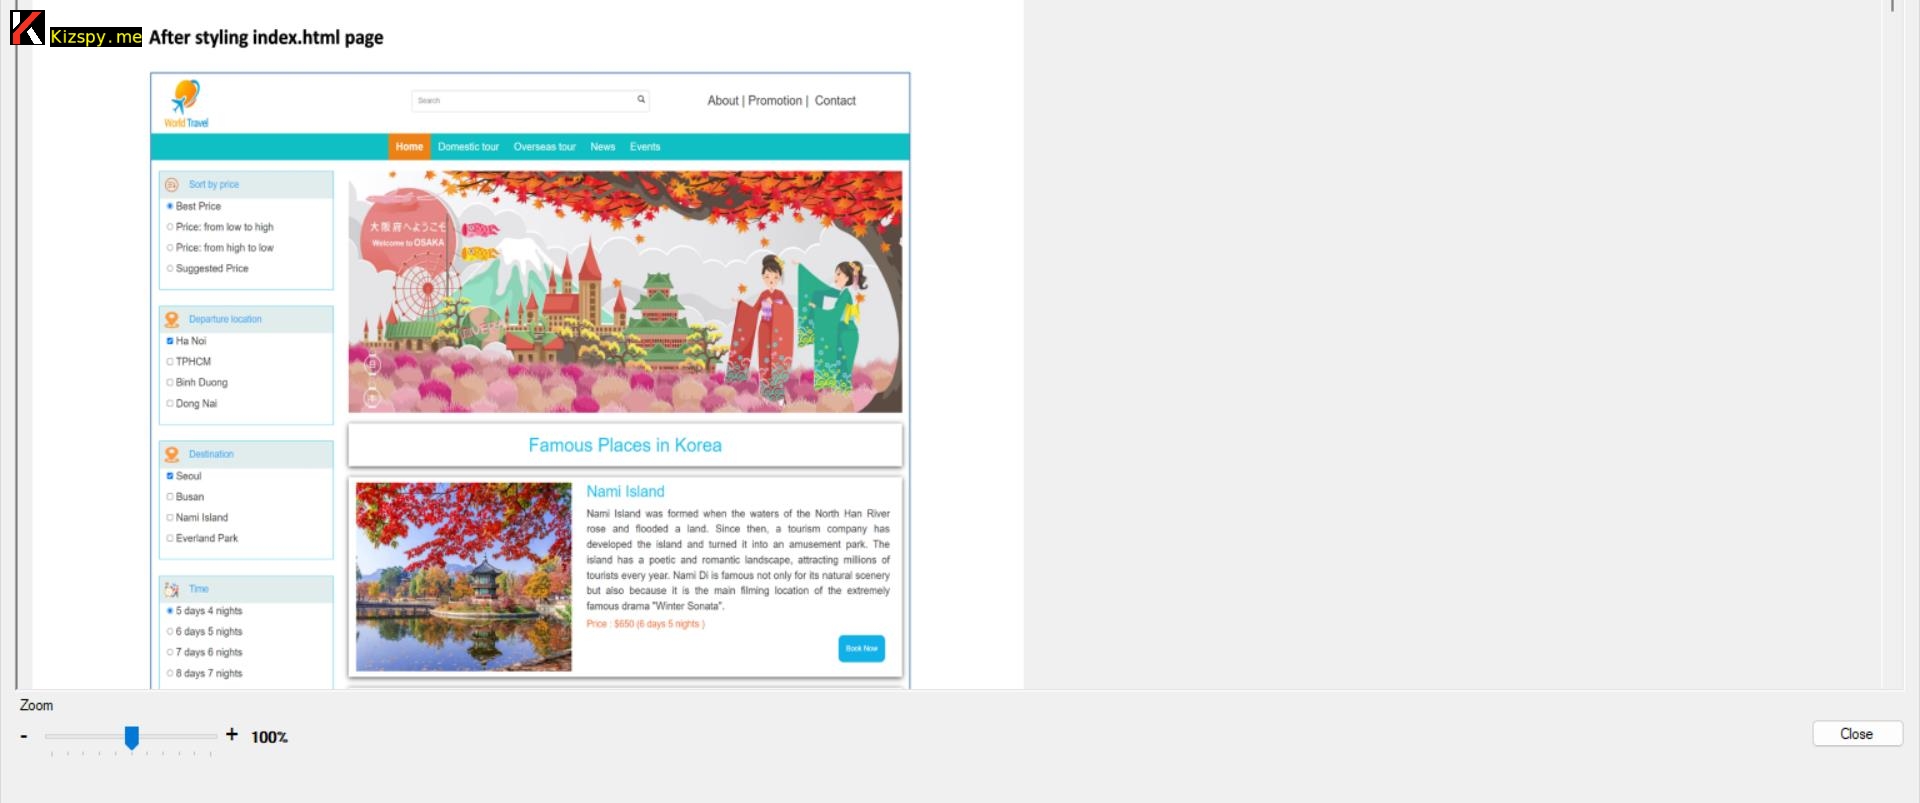 Kizspy.me After styling index.html page
World Travel
Search
About | Promotion | Contact
Home Domestic tour Overseas tour News Events
Sort by price
Best Price
Price: from low to high
Price: from high to low
Suggested Price
Departure location
Ha Noi
TPHCM
Binh Duong
Dong Nai
Destination
Seoul
Busan
Nami Island
Everland Park
Time
5 days 4 nights
6 days 5 nights
7 days 6 nights
8 days 7 nights
大阪府へようこそ
Welcome to OSAKA
日
本
Famous Places in Korea
Nami Island
Nami Island was formed when the waters of the North Han River
rose and flooded a land. Since then, a tourism company has
developed the island and turned it into an amusement park. The
island has a poetic and romantic landscape, attracting millions of
tourists every year. Nami Di is famous not only for its natural scenery
but also because it is the main filming location of the extremely
famous drama "Winter Sonata".
Price : $650 (6 days 5 nights )
Book Now
Zoom
- + 100%
Close